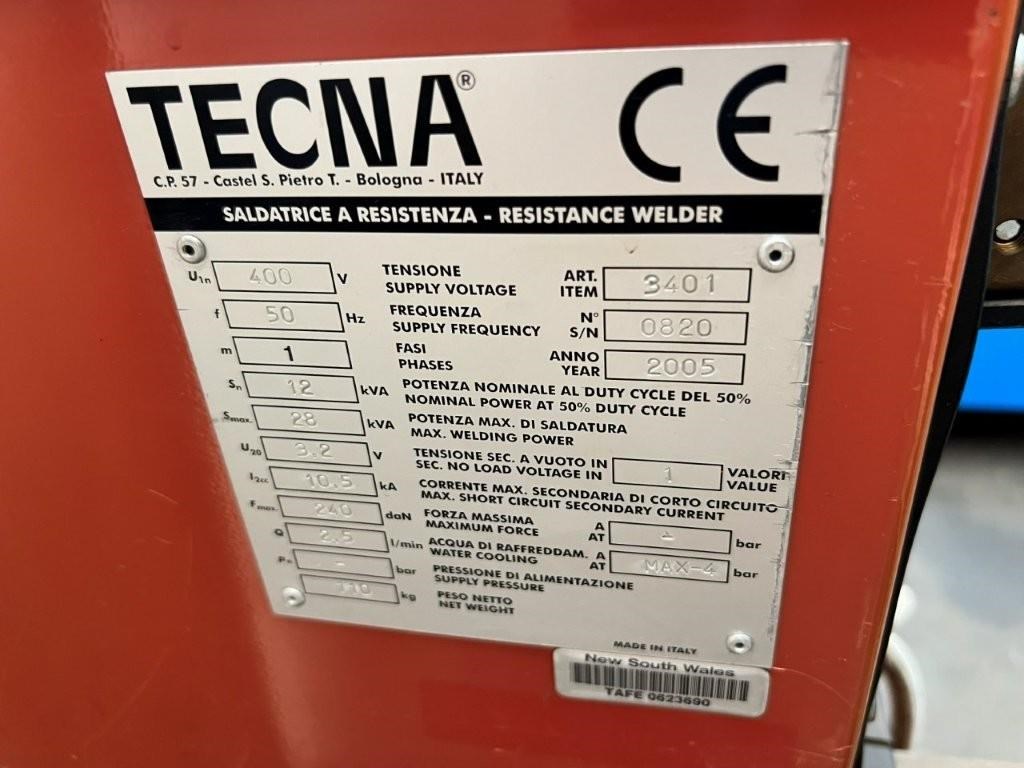 TECNA®
CE
C.P. 57 - Castel S. Pietro T. - Bologna - ITALY
SALDATRICE A RESISTENZA - RESISTANCE WELDER
U1n 400 V TENSIONE SUPPLY VOLTAGE ART. ITEM 3401
f 50 Hz FREQUENZA SUPPLY FREQUENCY N° S/N 0820
m 1 FASI PHASES ANNO YEAR 2005
Sn 12 kVA POTENZA NOMINALE AL DUTY CYCLE DEL 50% NOMINAL POWER AT 50% DUTY CYCLE
Smax. 28 kVA POTENZA MAX. DI SALDATURA MAX. WELDING POWER
U20 3.2 V TENSIONE SEC. A VUOTO IN SEC. NO LOAD VOLTAGE IN 1 VALORI VALUE
I2cc 10.5 kA CORRENTE MAX. SECONDARIA DI CORTO CIRCUITO MAX. SHORT CIRCUIT SECONDARY CURRENT
Fmax. 240 daN FORZA MASSIMA MAXIMUM FORCE A AT bar
Q 2.5 l/min ACQUA DI RAFFREDDAM. WATER COOLING A AT MAX-4 bar
- bar PRESSIONE DI ALIMENTAZIONE SUPPLY PRESSURE
kg PESO NETTO NET WEIGHT
MADE IN ITALY
New South Wales
TAFE 0623690